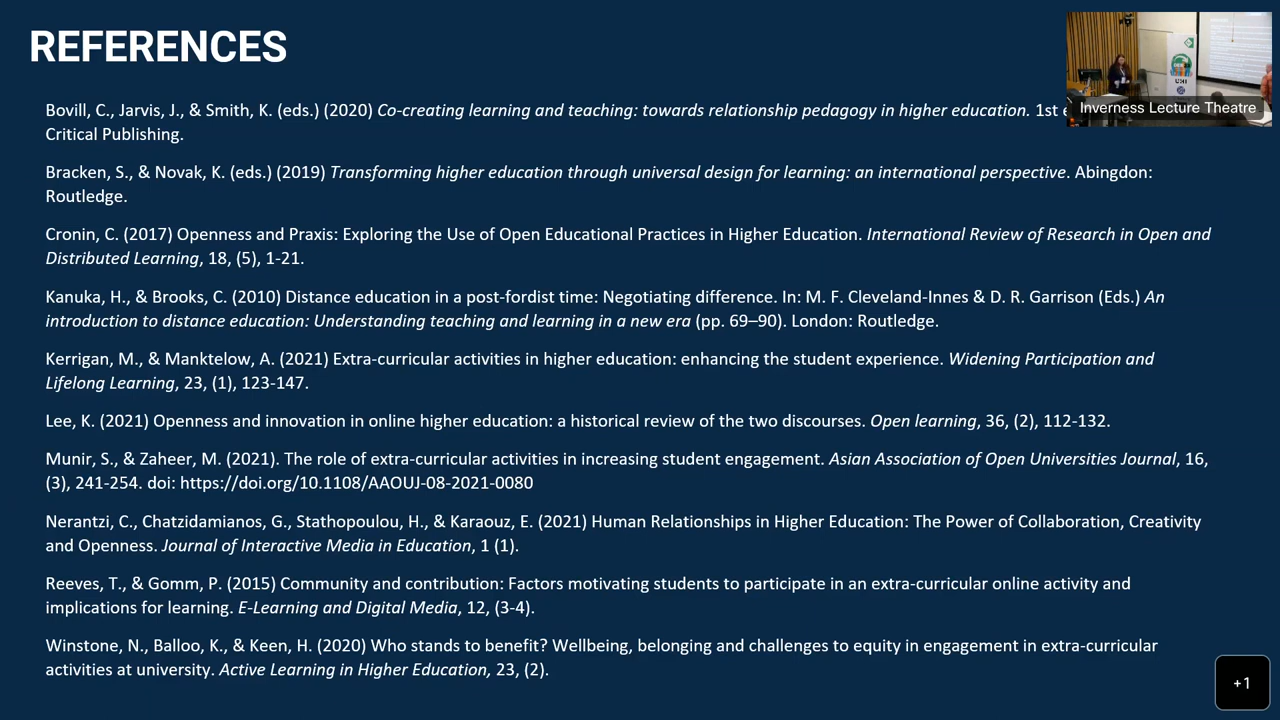 REFERENCES
Bovill, C., Jarvis, J., & Smith, K. (eds.) (2020) Co-creating learning and teaching: towards relationship pedagogy in higher education. 1st
Critical Publishing.
Bracken, S., & Novak, K. (eds.) (2019) Transforming higher education through universal design for learning: an international perspective. Abingdon:
Routledge.
Cronin, C. (2017) Openness and Praxis: Exploring the Use of Open Educational Practices in Higher Education. International Review of Research in Open and
Distributed Learning, 18, (5), 1-21.
Kanuka, H., & Brooks, C. (2010) Distance education in a post-fordist time: Negotiating difference. In: M. F. Cleveland-Innes & D. R. Garrison (Eds.) An
introduction to distance education: Understanding teaching and learning in a new era (pp. 69–90). London: Routledge.
Kerrigan, M., & Manktelow, A. (2021) Extra-curricular activities in higher education: enhancing the student experience. Widening Participation and
Lifelong Learning, 23, (1), 123-147.
Lee, K. (2021) Openness and innovation in online higher education: a historical review of the two discourses. Open learning, 36, (2), 112-132.
Munir, S., & Zaheer, M. (2021). The role of extra-curricular activities in increasing student engagement. Asian Association of Open Universities Journal, 16,
(3), 241-254. doi: https://doi.org/10.1108/AAOUJ-08-2021-0080
Nerantzi, C., Chatzidamianos, G., Stathopoulou, H., & Karaouz, E. (2021) Human Relationships in Higher Education: The Power of Collaboration, Creativity
and Openness. Journal of Interactive Media in Education, 1 (1).
Reeves, T., & Gomm, P. (2015) Community and contribution: Factors motivating students to participate in an extra-curricular online activity and
implications for learning. E-Learning and Digital Media, 12, (3-4).
Winstone, N., Balloo, K., & Keen, H. (2020) Who stands to benefit? Wellbeing, belonging and challenges to equity in engagement in extra-curricular
activities at university. Active Learning in Higher Education, 23, (2).
UHI
Inverness Lecture Theatre
+1